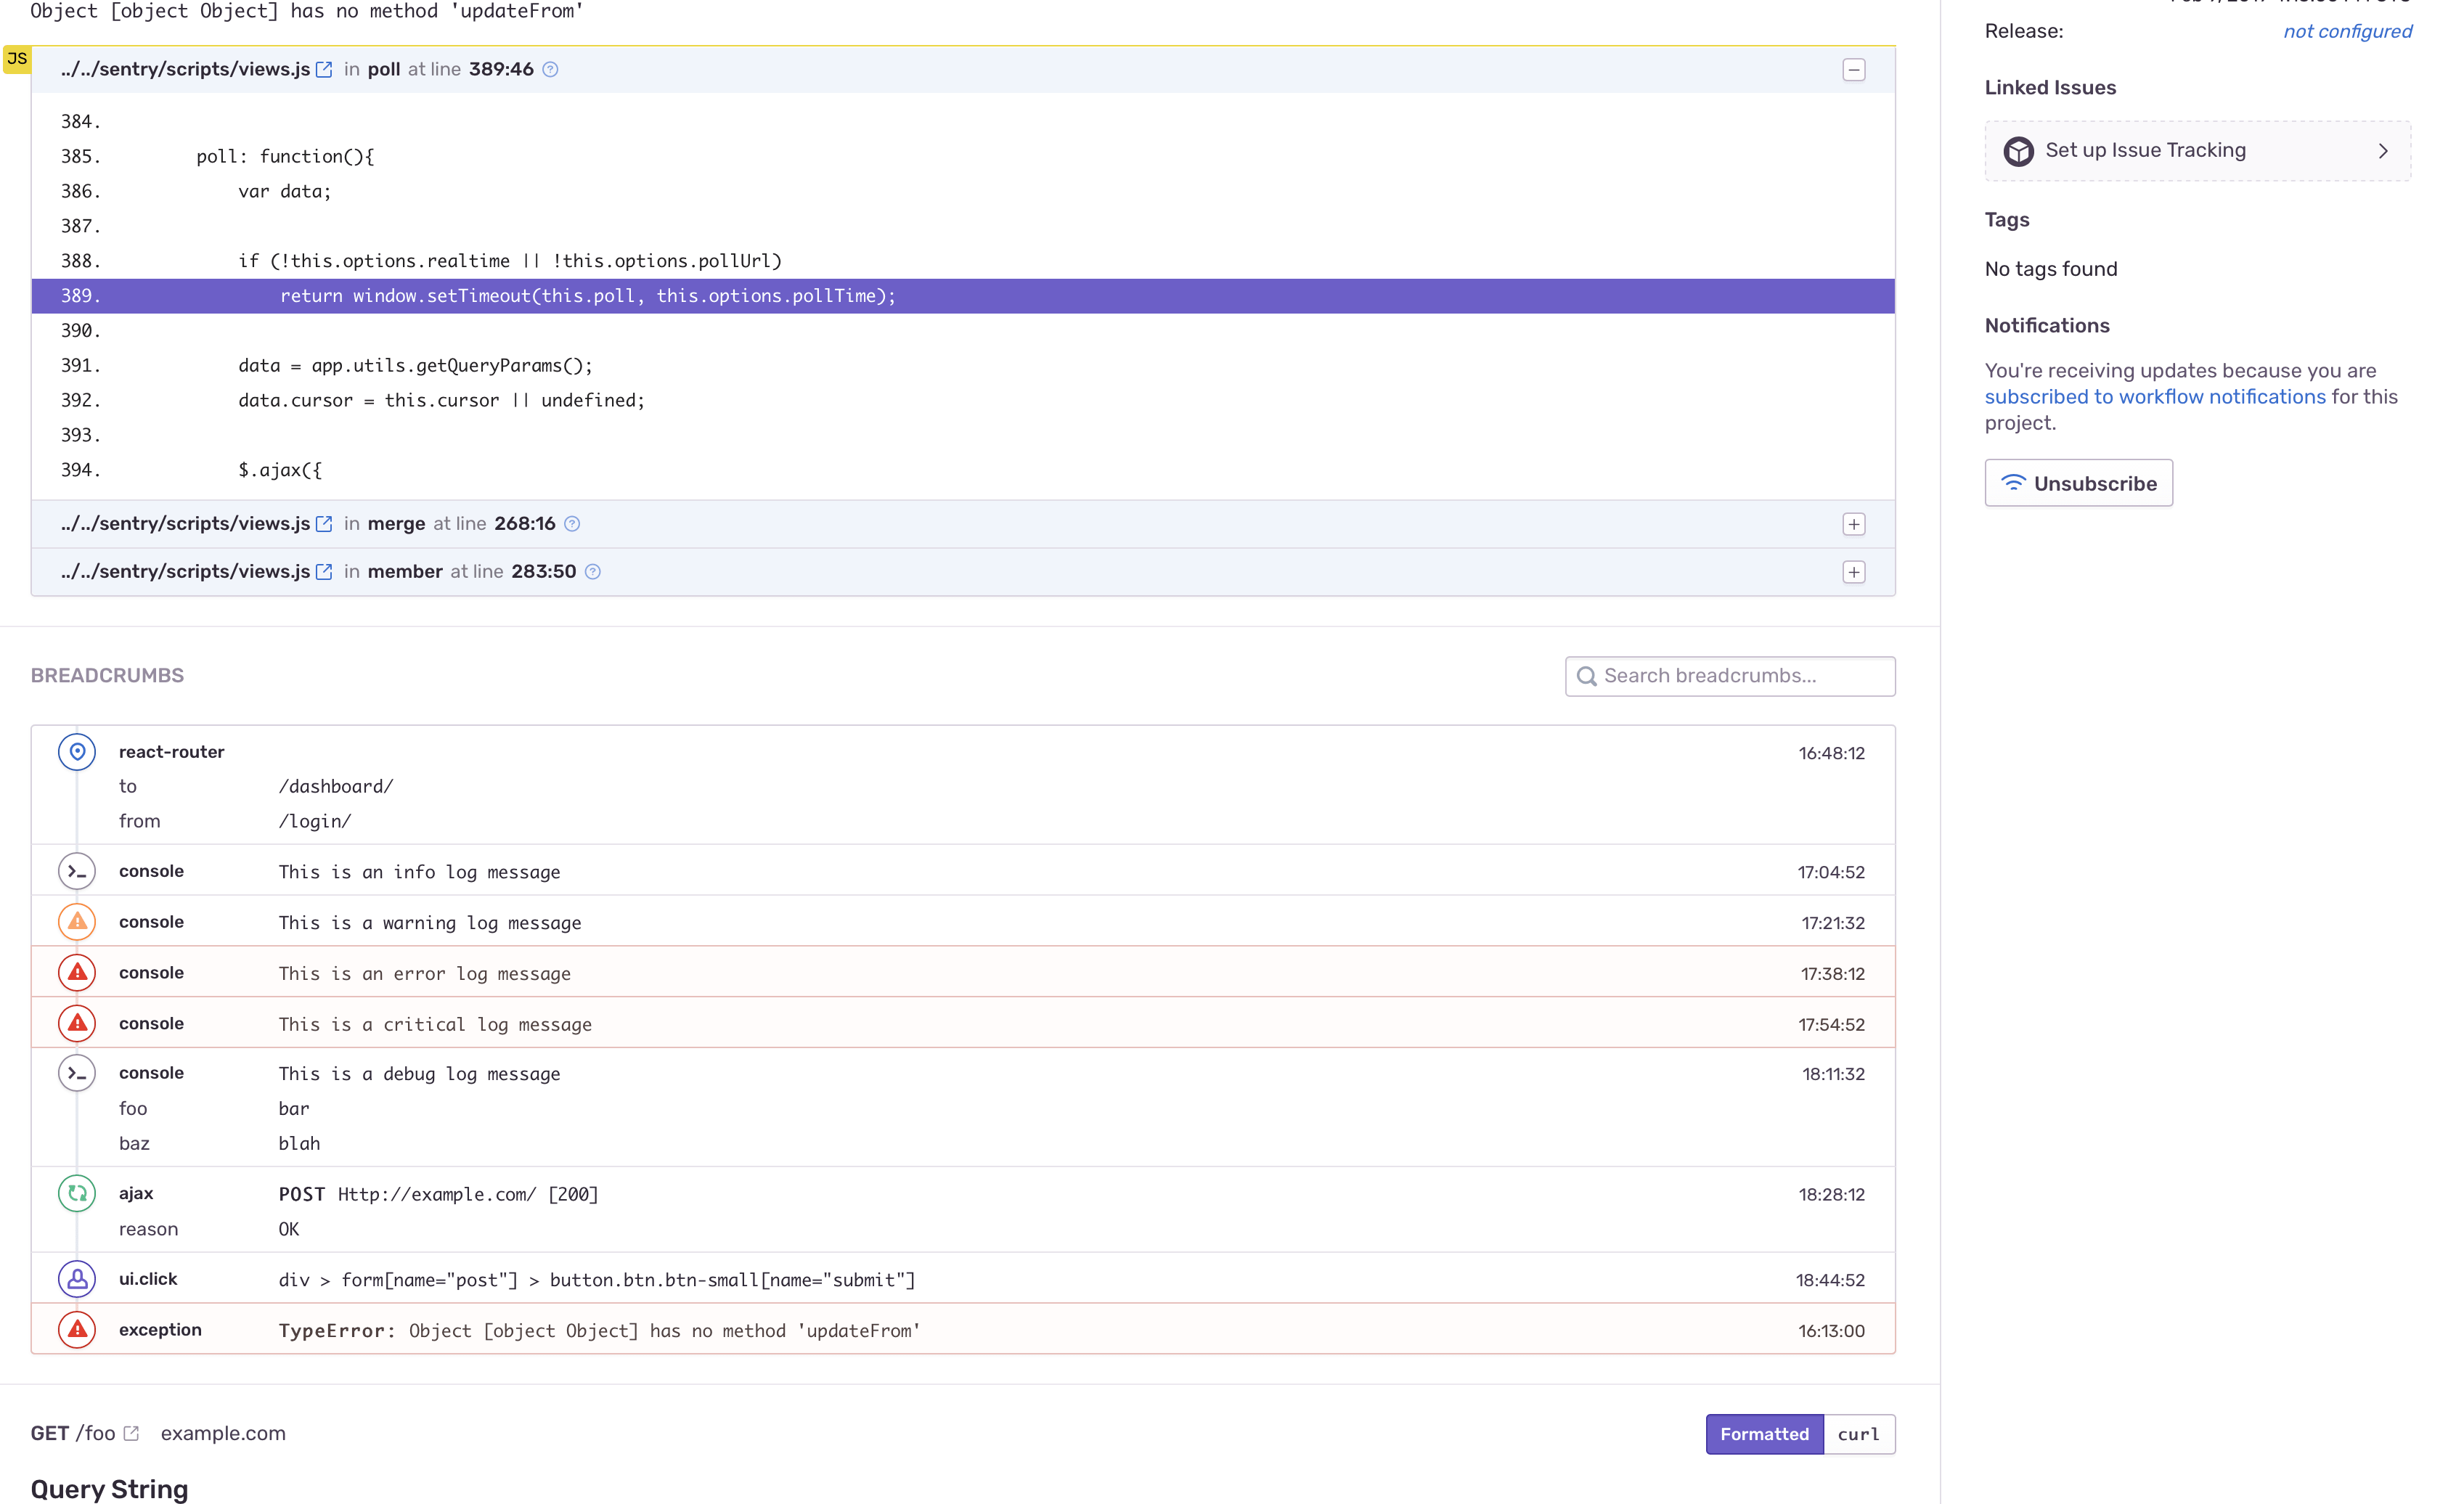 Object [object Object] has no method 'updateFrom'
JS
../../sentry/scripts/views.js in poll at line 389:46
384.
385. poll: function(){
386. var data;
387.
388. if (!this.options.realtime || !this.options.pollUrl)
389. return window.setTimeout(this.poll, this.options.pollTime);
390.
391. data = app.utils.getQueryParams();
392. data.cursor = this.cursor || undefined;
393.
394. $.ajax({
../../sentry/scripts/views.js in merge at line 268:16
../../sentry/scripts/views.js in member at line 283:50
BREADCRUMBS
Search breadcrumbs...
react-router 16:48:12
to /dashboard/
from /login/
console This is an info log message 17:04:52
console This is a warning log message 17:21:32
console This is an error log message 17:38:12
console This is a critical log message 17:54:52
console This is a debug log message 18:11:32
foo bar
baz blah
ajax POST Http://example.com/ [200] 18:28:12
reason OK
ui.click div > form[name="post"] > button.btn.btn-small[name="submit"] 18:44:52
exception TypeError: Object [object Object] has no method 'updateFrom' 16:13:00
GET /foo example.com
Formatted curl
Query String
Release: not configured
Linked Issues
Set up Issue Tracking
Tags
No tags found
Notifications
You're receiving updates because you are
subscribed to workflow notifications for this
project.
Unsubscribe